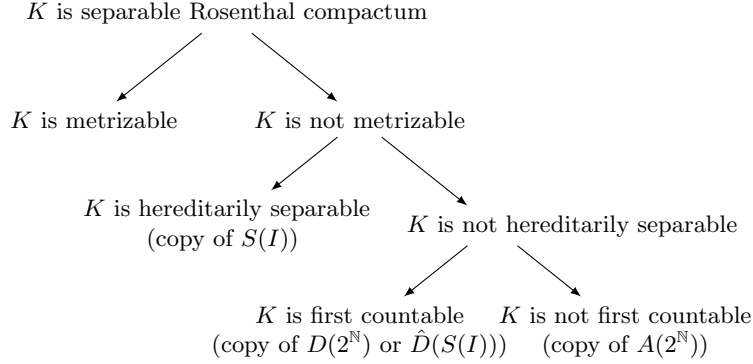 K is separable Rosenthal compactum
K is metrizable
K is not metrizable
K is hereditarily separable
(copy of S(I))
K is not hereditarily separable
K is first countable
(copy of D(2^ℕ) or D̂(S(I)))
K is not first countable
(copy of A(2^ℕ))